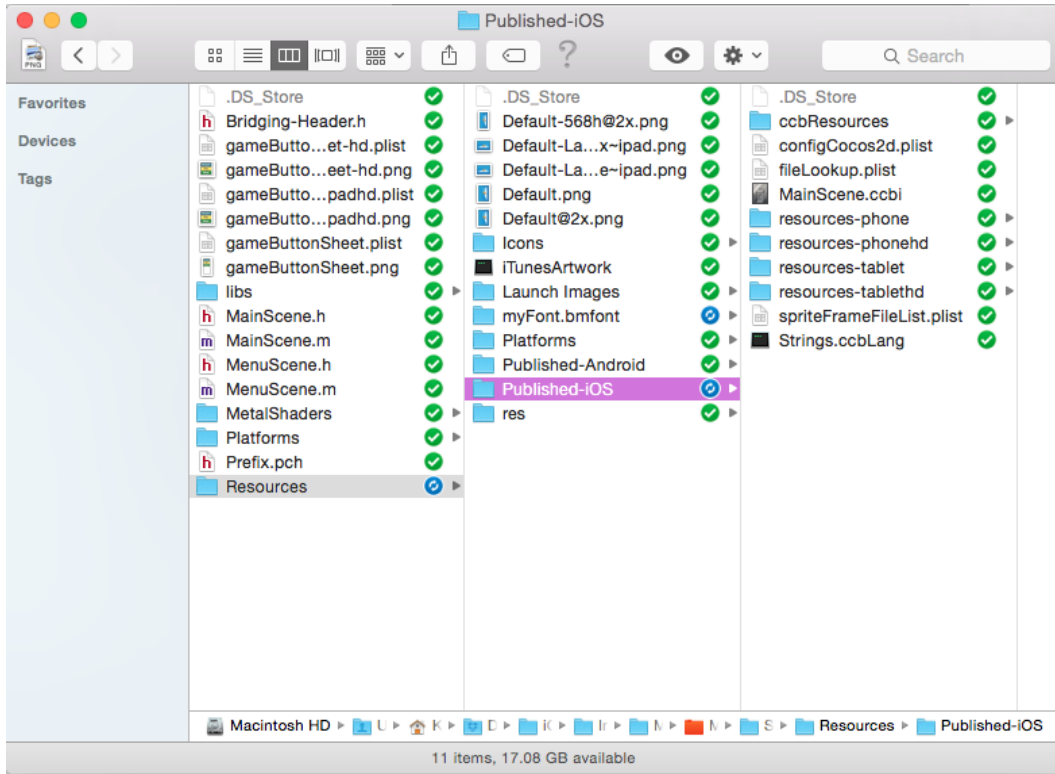 Published-iOS
PNG
Search
Favorites
Devices
Tags
.DS_Store
Bridging-Header.h
gameButto...et-hd.plist
gameButto...eet-hd.png
gameButto...padhd.plist
gameButto...padhd.png
gameButtonSheet.plist
gameButtonSheet.png
libs
MainScene.h
MainScene.m
MenuScene.h
MenuScene.m
MetalShaders
Platforms
Prefix.pch
Resources
.DS_Store
Default-568h@2x.png
Default-La...x~ipad.png
Default-La...e~ipad.png
Default.png
Default@2x.png
Icons
iTunesArtwork
Launch Images
myFont.bmfont
Platforms
Published-Android
Published-iOS
res
.DS_Store
ccbResources
configCocos2d.plist
fileLookup.plist
MainScene.ccbi
resources-phone
resources-phonehd
resources-tablet
resources-tablethd
spriteFrameFileList.plist
Strings.ccbLang
Macintosh HD U K D M M S Resources Published-iOS
11 items, 17.08 GB available